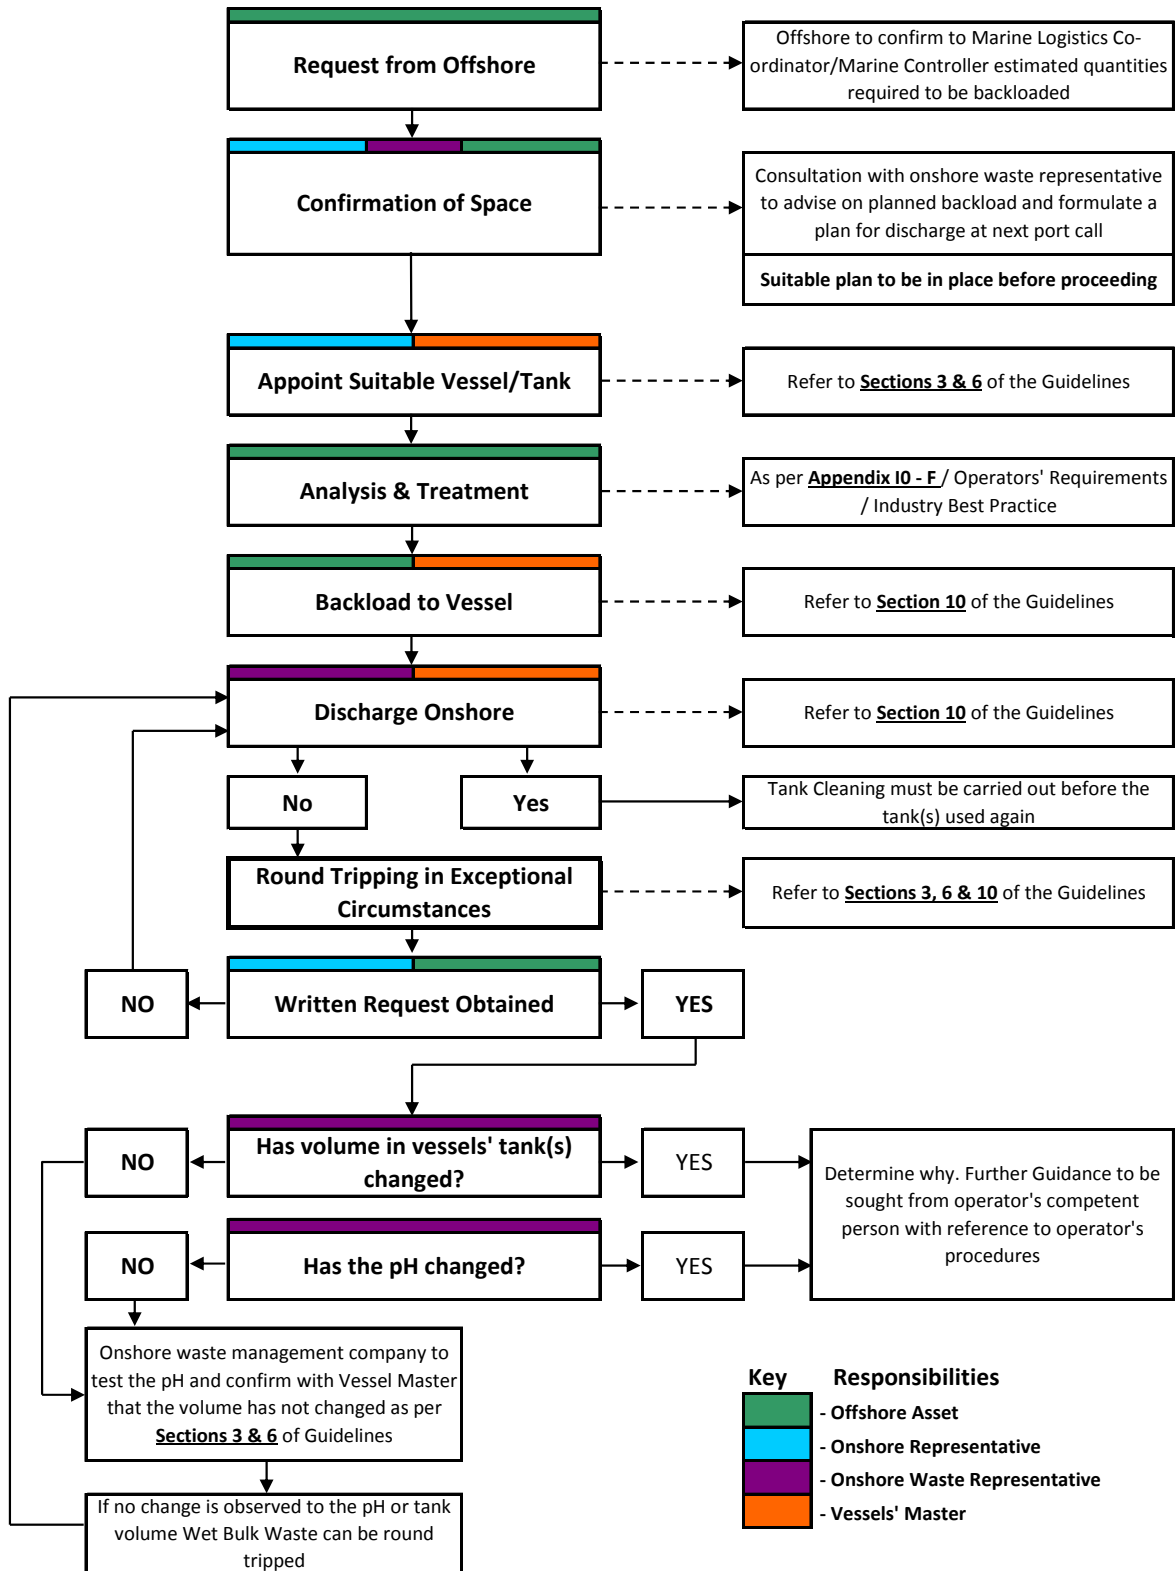 Request from Offshore
Offshore to confirm to Marine Logistics Co-
ordinator/Marine Controller estimated quantities
required to be backloaded
Confirmation of Space
Consultation with onshore waste representative
to advise on planned backload and formulate a
plan for discharge at next port call
Suitable plan to be in place before proceeding
Appoint Suitable Vessel/Tank
Refer to Sections 3 & 6 of the Guidelines
Analysis & Treatment
As per Appendix I0 - F / Operators' Requirements
/ Industry Best Practice
Backload to Vessel
Refer to Section 10 of the Guidelines
Discharge Onshore
Refer to Section 10 of the Guidelines
No
Yes
Tank Cleaning must be carried out before the
tank(s) used again
Round Tripping in Exceptional
Circumstances
Refer to Sections 3, 6 & 10 of the Guidelines
NO
Written Request Obtained
YES
NO
Has volume in vessels' tank(s)
changed?
YES
Determine why. Further Guidance to be
sought from operator's competent
person with reference to operator's
procedures
NO
Has the pH changed?
YES
Onshore waste management company to
test the pH and confirm with Vessel Master
that the volume has not changed as per
Sections 3 & 6 of Guidelines
If no change is observed to the pH or tank
volume Wet Bulk Waste can be round
tripped
Key Responsibilities
- Offshore Asset
- Onshore Representative
- Onshore Waste Representative
- Vessels' Master